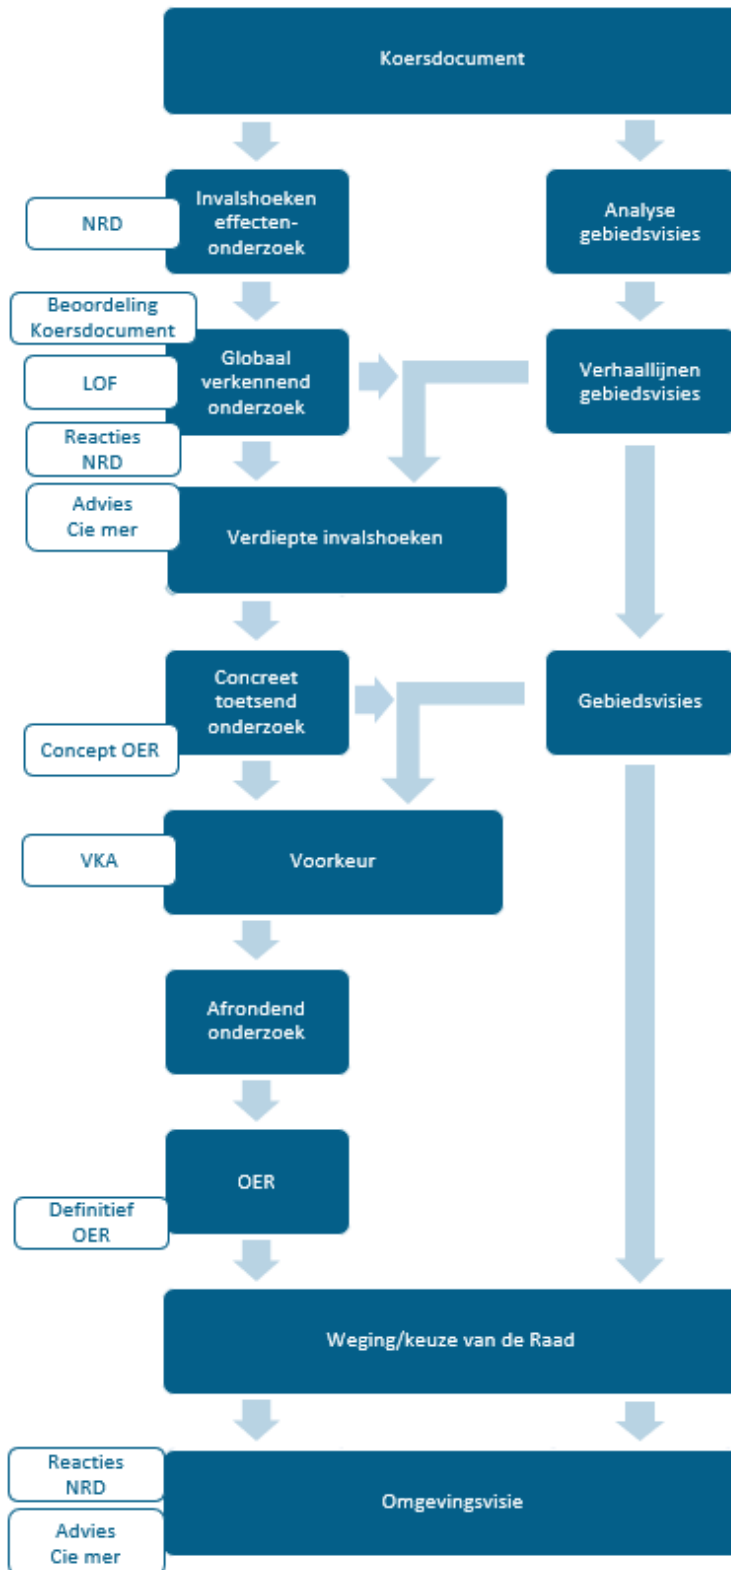 Koersdocument
NRD
Invalshoeken
effecten-
onderzoek
Analyse
gebiedsvisies
Beoordeling
Koersdocument
LOF
Reacties
NRD
Advies
Cie mer
Globaal
verkennend
onderzoek
Verhaallijnen
gebiedsvisies
Verdiepte invalshoeken
Concreet
toetsend
onderzoek
Gebiedsvisies
Concept OER
VKA
Voorkeur
Afrondend
onderzoek
OER
Definitief
OER
Weging/keuze van de Raad
Reacties
NRD
Advies
Cie mer
Omgevingsvisie